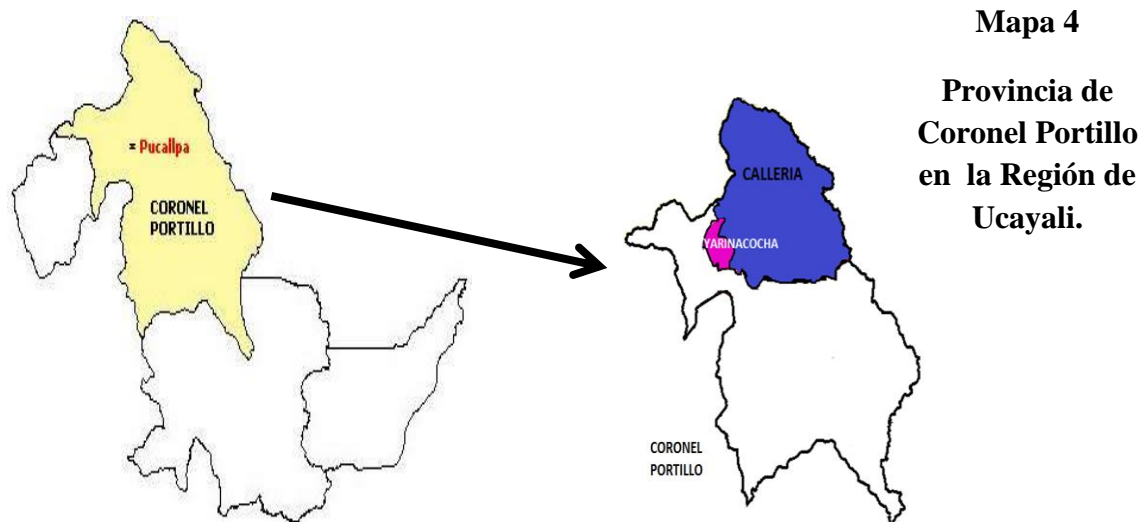 Mapa 4
Provincia de
Coronel Portillo
en la Región de
Ucayali.
Pucallpa
CORONEL
PORTILLO
CALLERIA
YARINACOCHA
CORONEL
PORTILLO